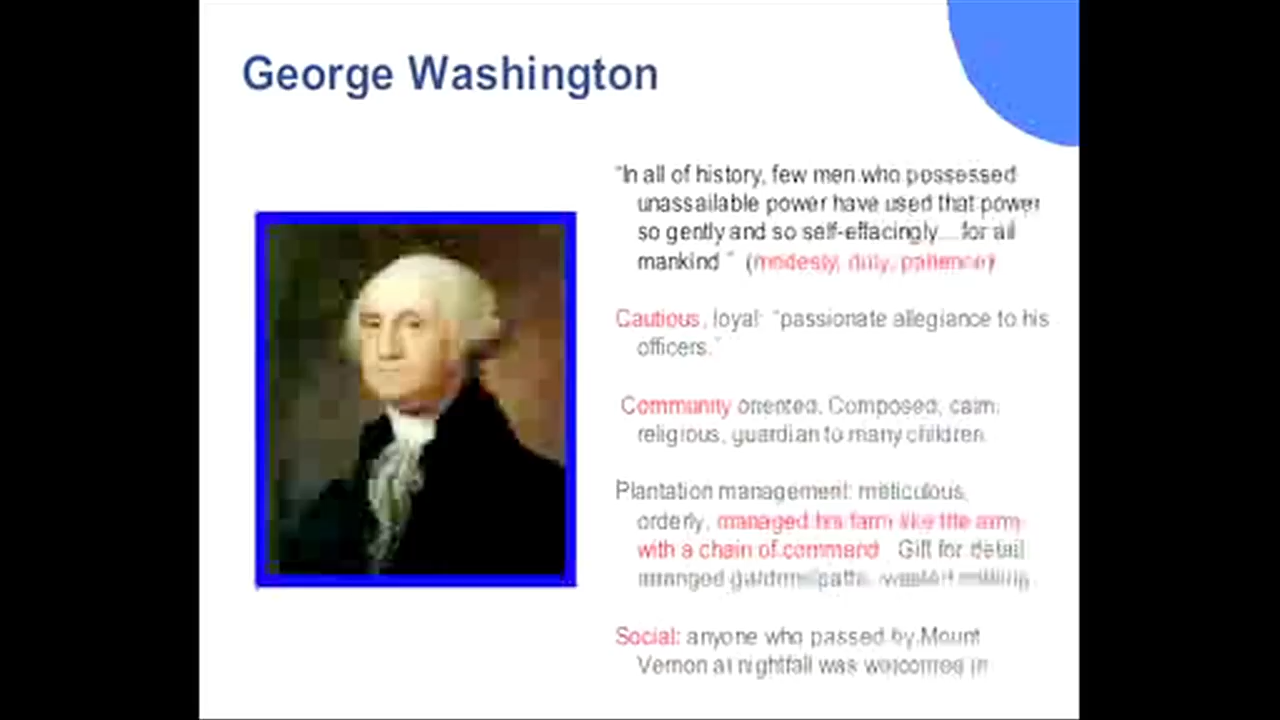 George Washington
"In all of history, few men who possessed
unassailable power have used that power
so gently and so self-effacingly....for all
mankind " (modesty, duty, patience)
Cautious, loyal: "passionate allegiance to his
officers."
Community oriented. Composed, calm,
religious, guardian to many children.
Plantation management: meticulous,
orderly, managed his farm like the army
with a chain of command. Gift for detail
arranged
Social: anyone who passed by Mount
Vernon at nightfall was welcomed in